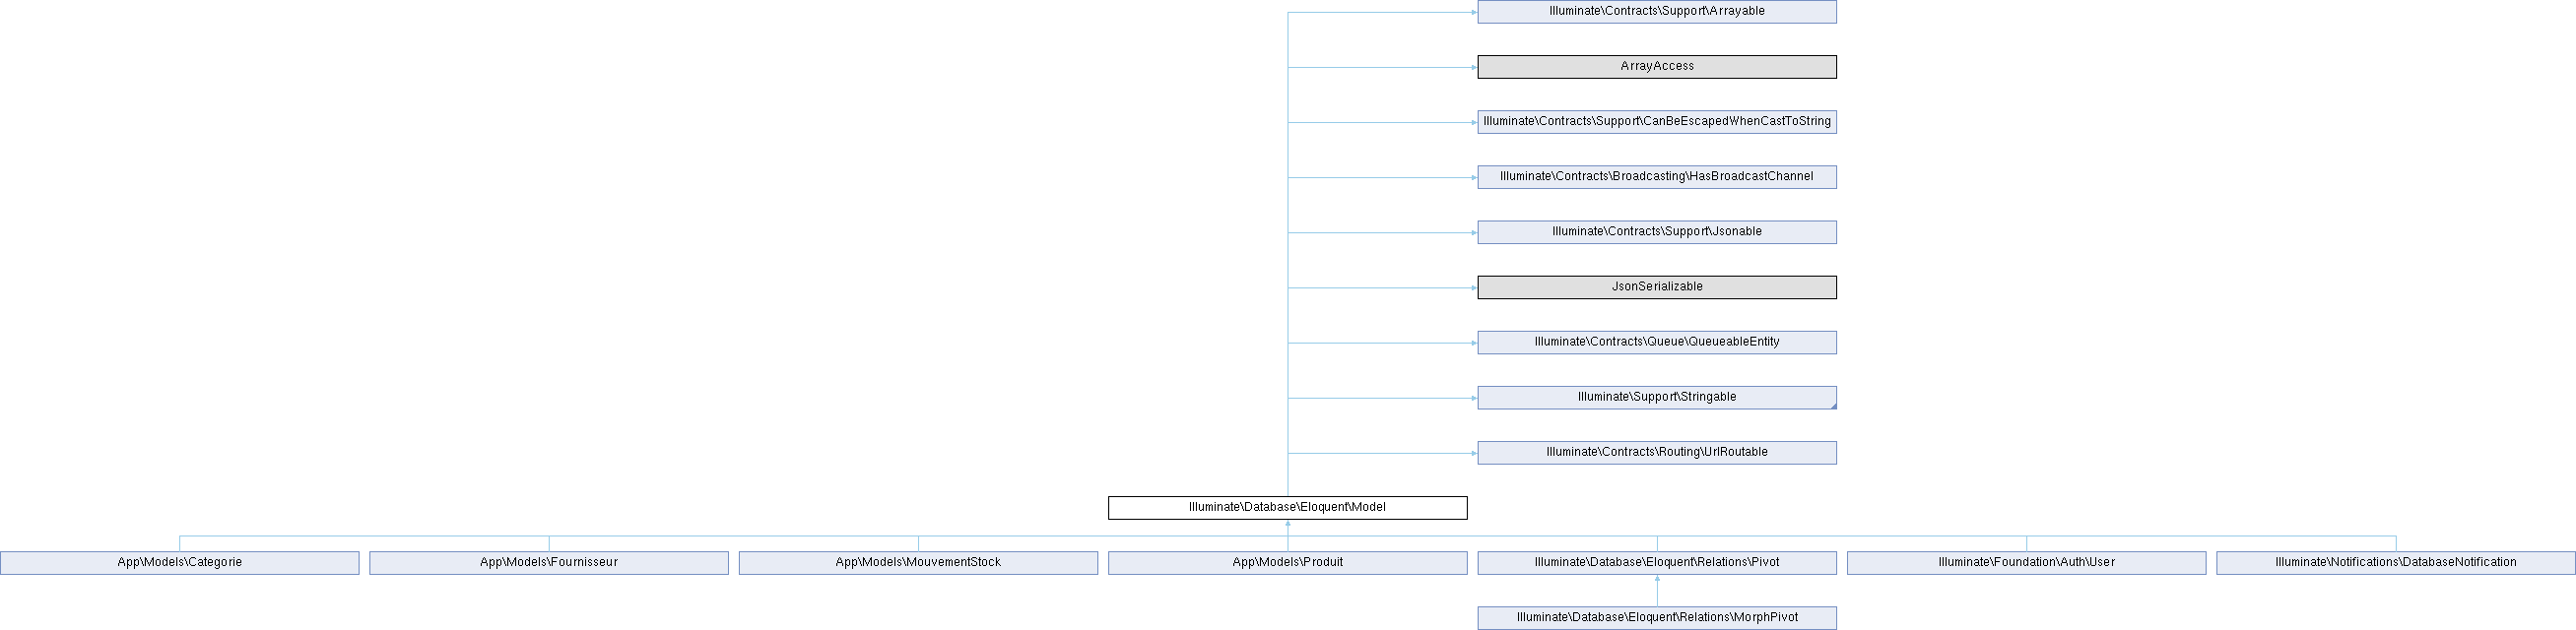 Illuminate\Contracts\Support\Arrayable
ArrayAccess
Illuminate\Contracts\Support\CanBeEscapedWhenCastToString
Illuminate\Contracts\Broadcasting\HasBroadcastChannel
Illuminate\Contracts\Support\Jsonable
JsonSerializable
Illuminate\Contracts\Queue\QueueableEntity
Illuminate\Support\Stringable
Illuminate\Contracts\Routing\UrlRoutable
Illuminate\Database\Eloquent\Model
App\Models\Categorie
App\Models\Fournisseur
App\Models\MouvementStock
App\Models\Produit
Illuminate\Database\Eloquent\Relations\Pivot
Illuminate\Foundation\Auth\User
Illuminate\Notifications\DatabaseNotification
Illuminate\Database\Eloquent\Relations\MorphPivot